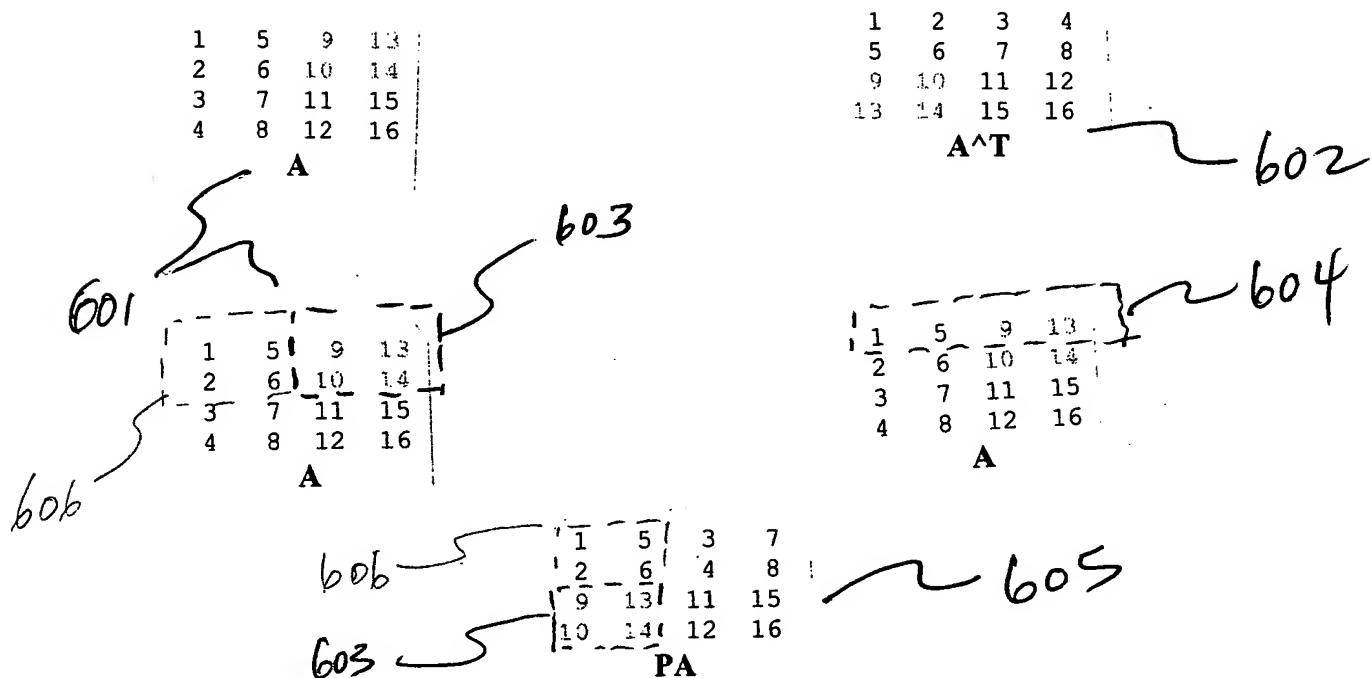 1 5 9 13
2 6 10 14
3 7 11 15
4 8 12 16
A
1 2 3 4
5 6 7 8
9 10 11 12
13 14 15 16
A^T
602
603
601
1 5 9 13
2 6 10 14
3 7 11 15
4 8 12 16
A
606
604
1 5 9 13
2 6 10 14
3 7 11 15
4 8 12 16
A
606
1 5 3 7
2 6 4 8
9 13 11 15
10 14 12 16
PA
603
605